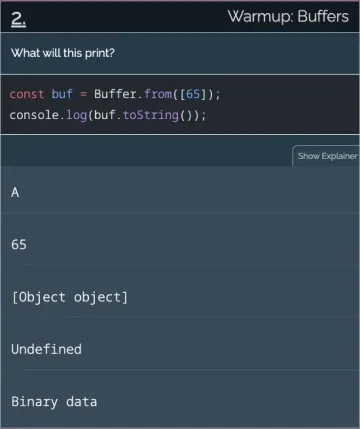 2.
Warmup: Buffers
What will this print?
const buf = Buffer.from([65]);
console.log(buf.toString());
Show Explainer
A
65
[Object object]
Undefined
Binary data